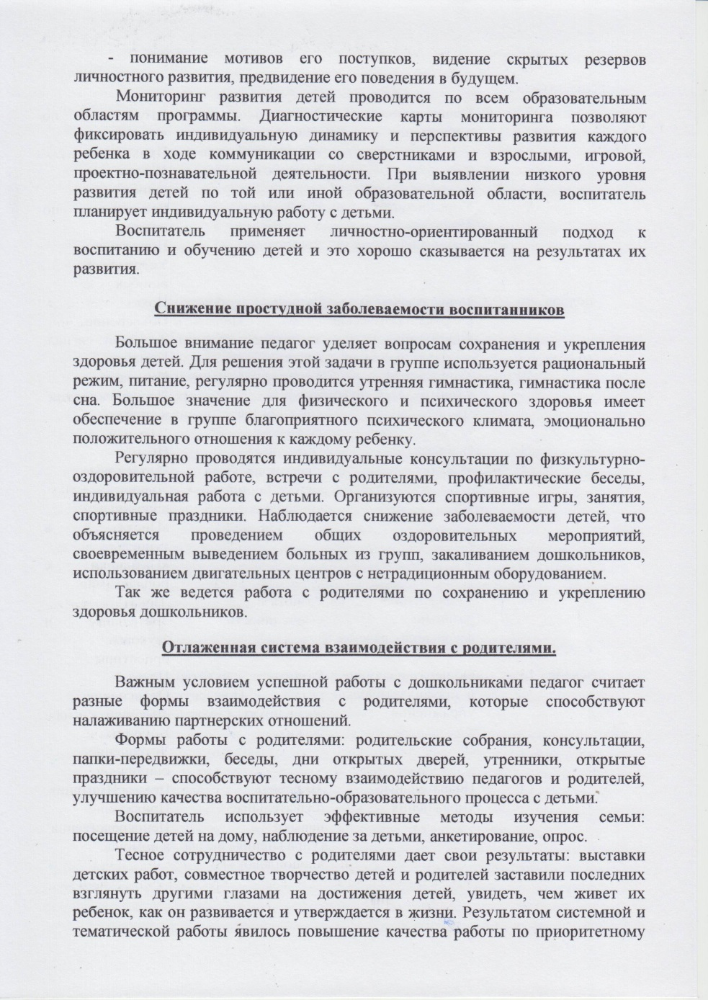 - понимание мотивов его поступков, видение скрытых резервов
личностного развития, предвидение его поведения в будущем.
Мониторинг развития детей проводится по всем образовательным
областям программы. Диагностические карты мониторинга позволяют
фиксировать индивидуальную динамику и перспективы развития каждого
ребенка в ходе коммуникации со сверстниками и взрослыми, игровой,
проектно-познавательной деятельности. При выявлении низкого уровня
развития детей по той или иной образовательной области, воспитатель
планирует индивидуальную работу с детьми.
Воспитатель применяет личностно-ориентированный подход к
воспитанию и обучению детей и это хорошо сказывается на результатах их
развития.
Снижение простудной заболеваемости воспитанников
Большое внимание педагог уделяет вопросам сохранения и укрепления
здоровья детей. Для решения этой задачи в группе используется рациональный
режим, питание, регулярно проводится утренняя гимнастика, гимнастика после
сна. Большое значение для физического и психического здоровья имеет
обеспечение в группе благоприятного психического климата, эмоционально
положительного отношения к каждому ребенку.
Регулярно проводятся индивидуальные консультации по физкультурно-
оздоровительной работе, встречи с родителями, профилактические беседы,
индивидуальная работа с детьми. Организуются спортивные игры, занятия,
спортивные праздники. Наблюдается снижение заболеваемости детей, что
объясняется проведением общих оздоровительных мероприятий,
своевременным выведением больных из групп, закаливанием дошкольников,
использованием двигательных центров с нетрадиционным оборудованием.
Так же ведется работа с родителями по сохранению и укреплению
здоровья дошкольников.
Отлаженная система взаимодействия с родителями.
Важным условием успешной работы с дошкольниками педагог считает
разные формы взаимодействия с родителями, которые способствуют
налаживанию партнерских отношений.
Формы работы с родителями: родительские собрания, консультации,
папки-передвижки, беседы, дни открытых дверей, утренники, открытые
праздники – способствуют тесному взаимодействию педагогов и родителей,
улучшению качества воспитательно-образовательного процесса с детьми.
Воспитатель использует эффективные методы изучения семьи:
посещение детей на дому, наблюдение за детьми, анкетирование, опрос.
Тесное сотрудничество с родителями дает свои результаты: выставки
детских работ, совместное творчество детей и родителей заставили последних
взглянуть другими глазами на достижения детей, увидеть, чем живет их
ребенок, как он развивается и утверждается в жизни. Результатом системной и
тематической работы явилось повышение качества работы по приоритетному